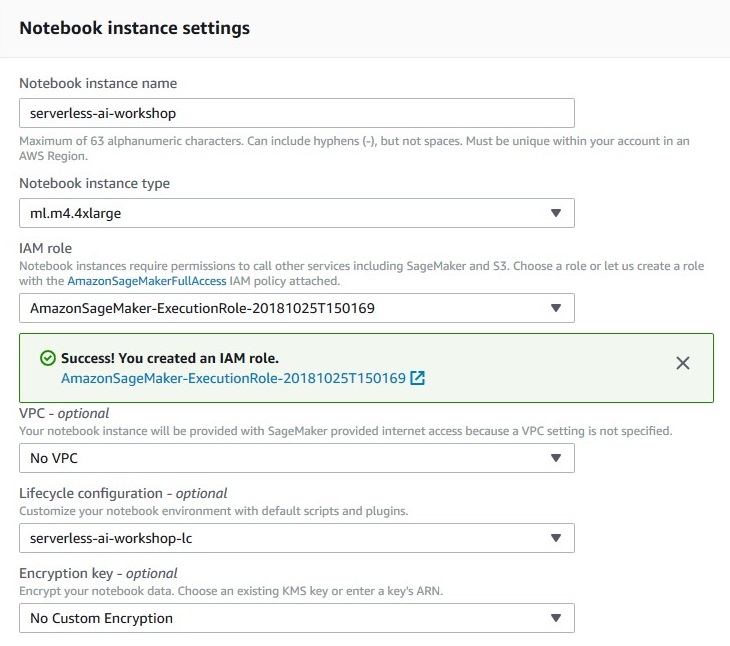 Notebook instance settings
Notebook instance name
serverless-ai-workshop
Maximum of 63 alphanumeric characters. Can include hyphens (-), but not spaces. Must be unique within your account in an
AWS Region.
Notebook instance type
ml.m4.4xlarge
IAM role
Notebook instances require permissions to call other services including SageMaker and S3. Choose a role or let us create a role
with the AmazonSageMakerFullAccess IAM policy attached.
AmazonSageMaker-ExecutionRole-20181025T150169
Success! You created an IAM role.
AmazonSageMaker-ExecutionRole-20181025T150169
VPC - optional
Your notebook instance will be provided with SageMaker provided internet access because a VPC setting is not specified.
No VPC
Lifecycle configuration - optional
Customize your notebook environment with default scripts and plugins.
serverless-ai-workshop-lc
Encryption key - optional
Encrypt your notebook data. Choose an existing KMS key or enter a key's ARN.
No Custom Encryption